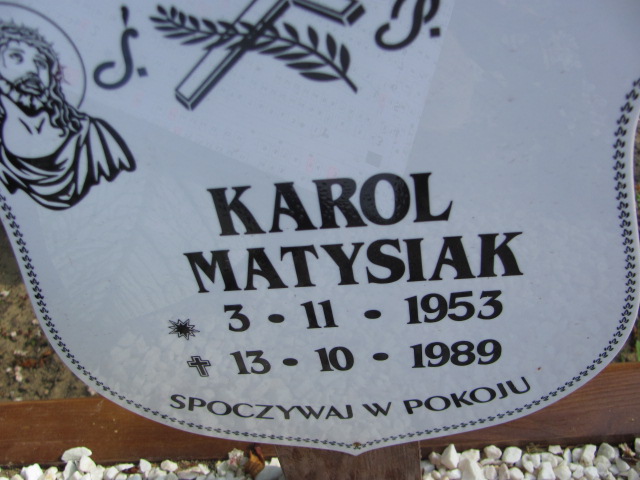 Ś. P.
KAROL
MATYSIAK
3 • 11 • 1953
13 • 10 • 1989
SPOCZYWAJ W POKOJU